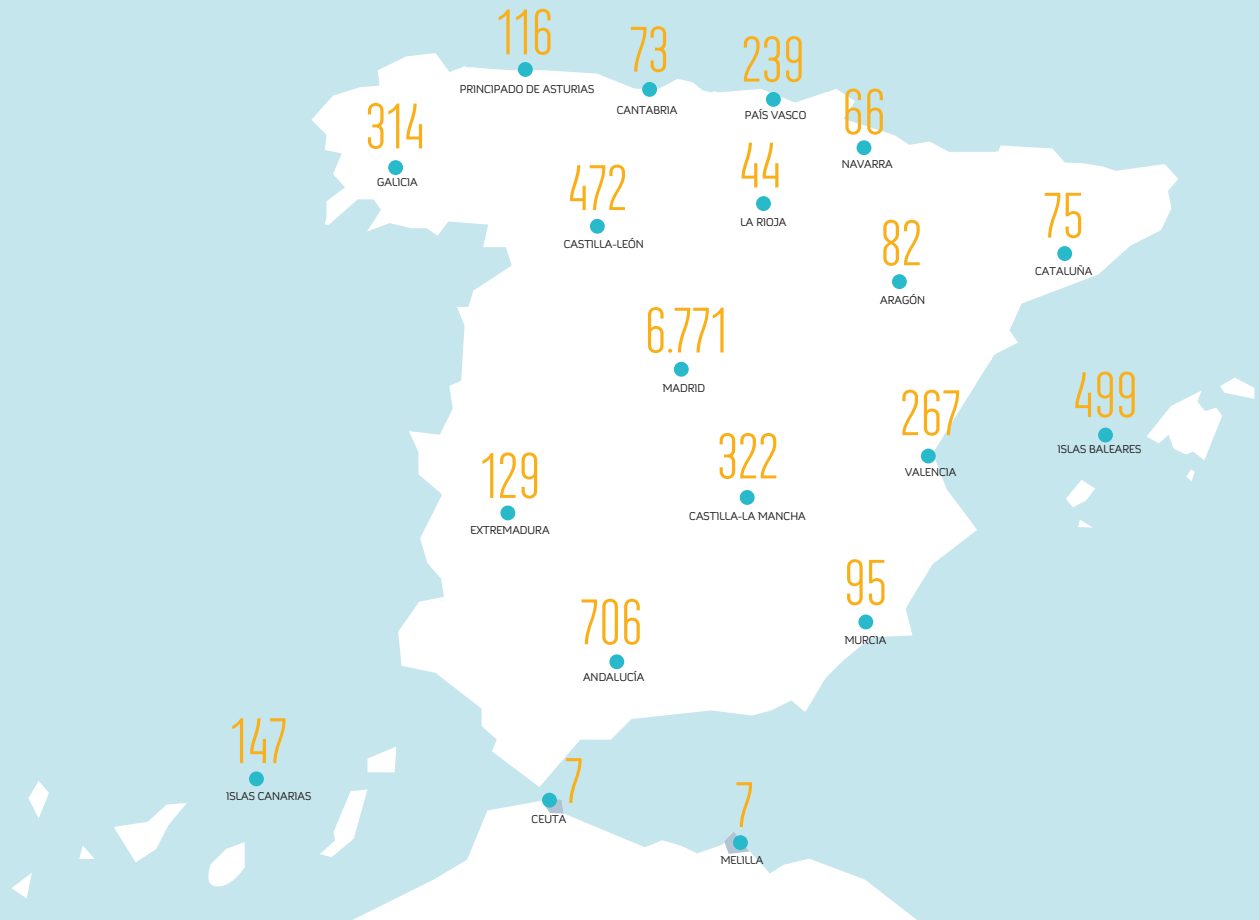 116
PRINCIPADO DE ASTURIAS
73
CANTABRIA
239
PAÍS VASCO
66
NAVARRA
314
GALICIA
472
CASTILLA-LEÓN
44
LA RIOJA
82
ARAGÓN
75
CATALUÑA
6.771
MADRID
267
VALENCIA
499
ISLAS BALEARES
129
EXTREMADURA
322
CASTILLA-LA MANCHA
95
MURCIA
706
ANDALUCÍA
147
ISLAS CANARIAS
7
CEUTA
7
MELILLA